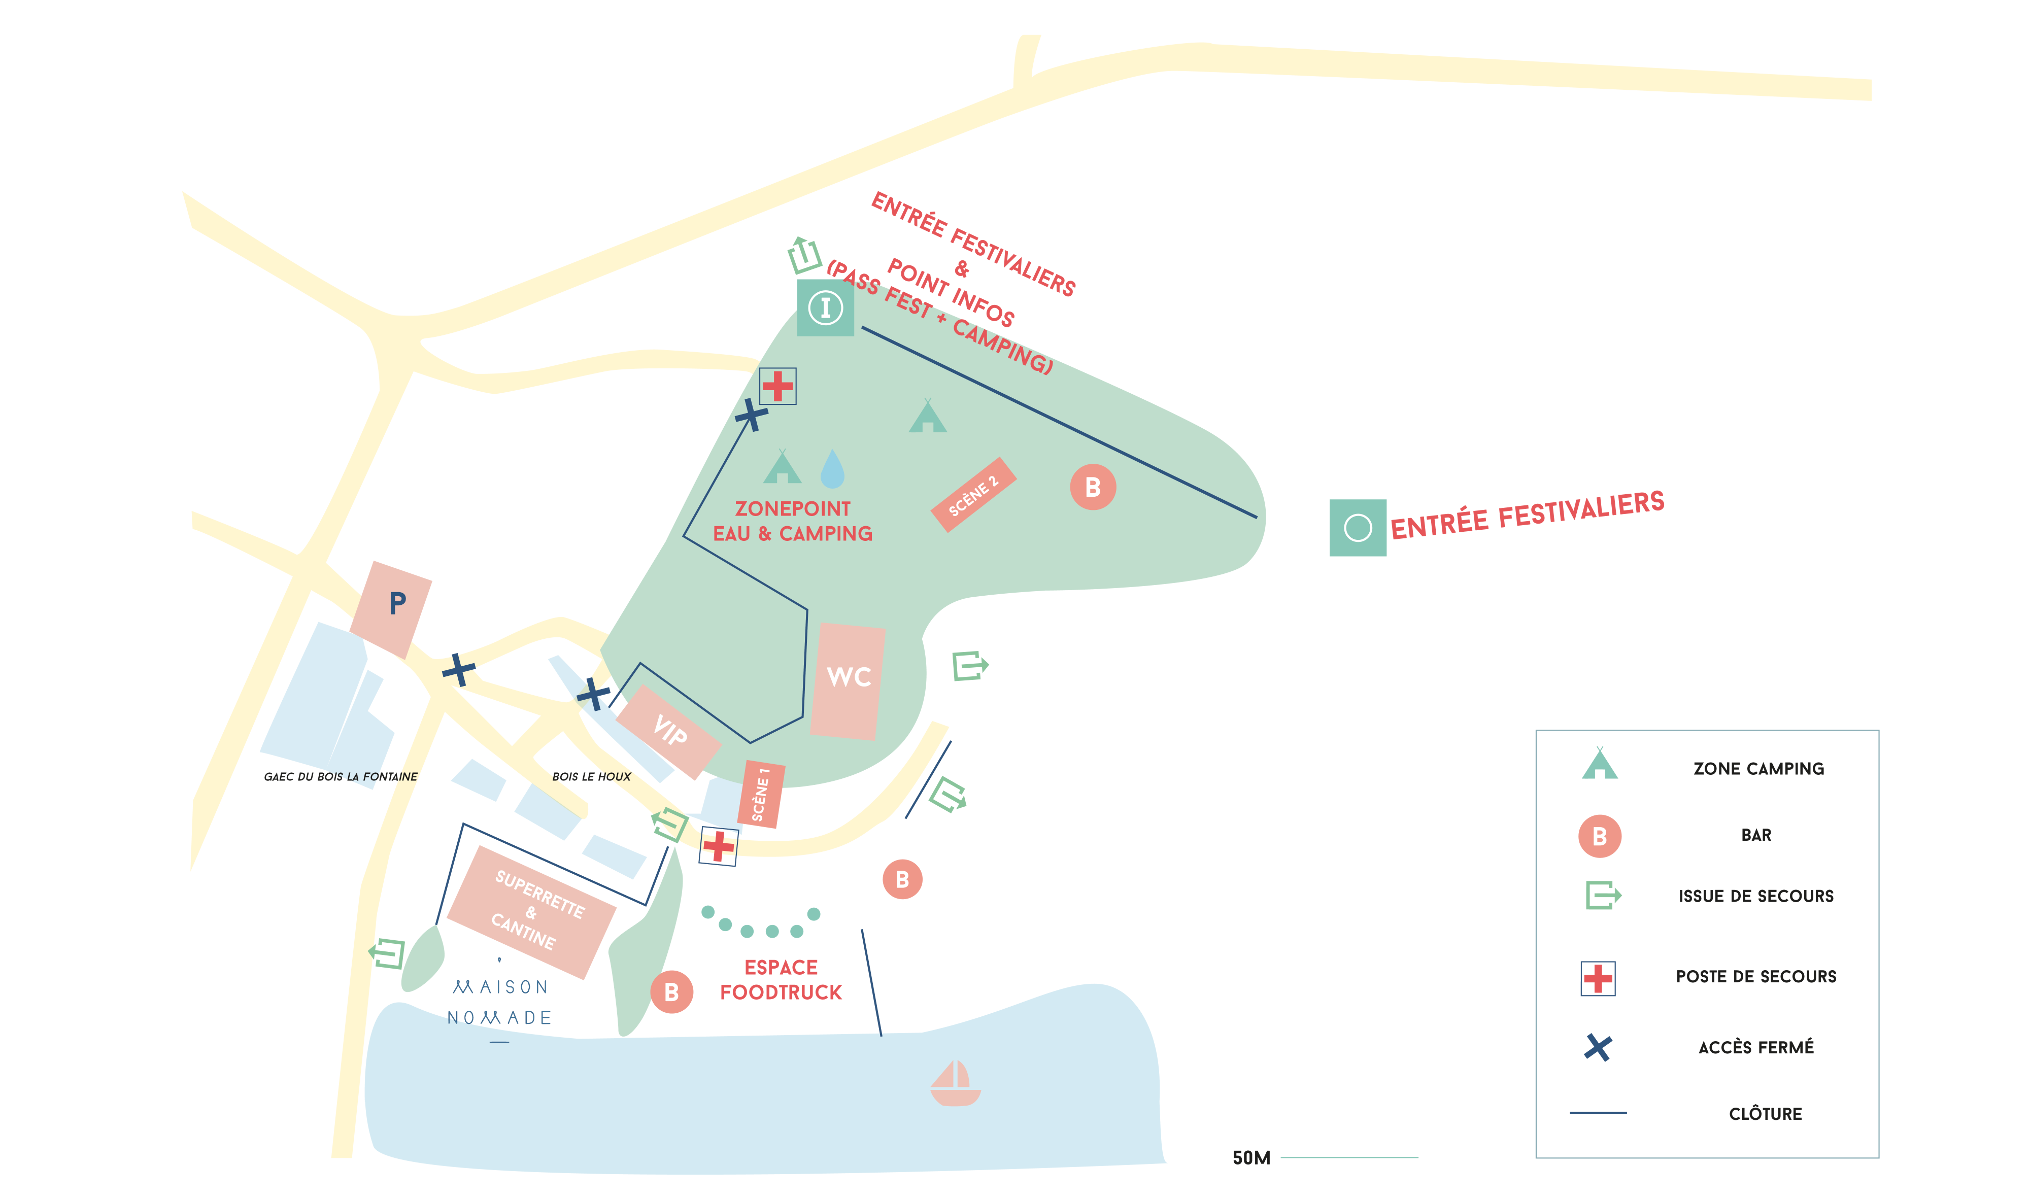 ENTRÉE FESTIVALIERS
&
POINT INFOS
(PASS FEST + CAMPING)
I
SCÈNE 2
B
ZONEPOINT
EAU & CAMPING
ENTRÉE FESTIVALIERS
P
WC
VIP
SCÈNE 1
GAEC DU BOIS LA FONTAINE
BOIS LE HOUX
SUPERRETTE
&
CANTINE
B
MAISON
NOMADE
B
ESPACE
FOODTRUCK
ZONE CAMPING
B
BAR
ISSUE DE SECOURS
POSTE DE SECOURS
ACCÈS FERMÉ
CLÔTURE
50M